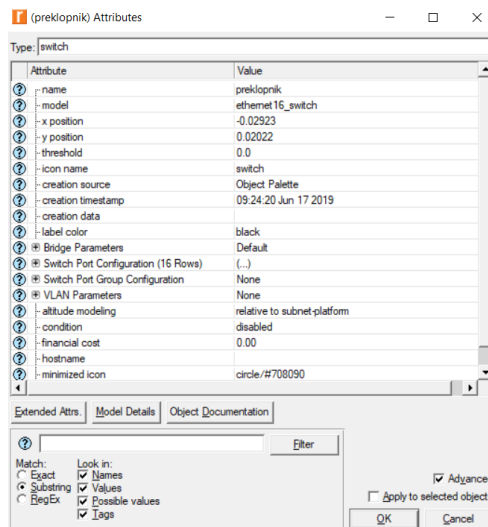 (preklopnik) Attributes
Type: switch
Attribute Value
name preklopnik
model ethernet16_switch
x position -0.02923
y position 0.02022
threshold 0.0
icon name switch
creation source Object Palette
creation timestamp 09:24:20 Jun 17 2019
creation data
label color black
Bridge Parameters Default
Switch Port Configuration (16 Rows) (...)
Switch Port Group Configuration None
VLAN Parameters None
altitude modeling relative to subnet-platform
condition disabled
financial cost 0.00
hostname
minimized icon circle/#708090
Extended Attrs. Model Details Object Documentation
Filter
Match: Look in:
Exact Names
Substring Values
RegEx Possible values
Tags
Advance
Apply to selected object
OK Cancel